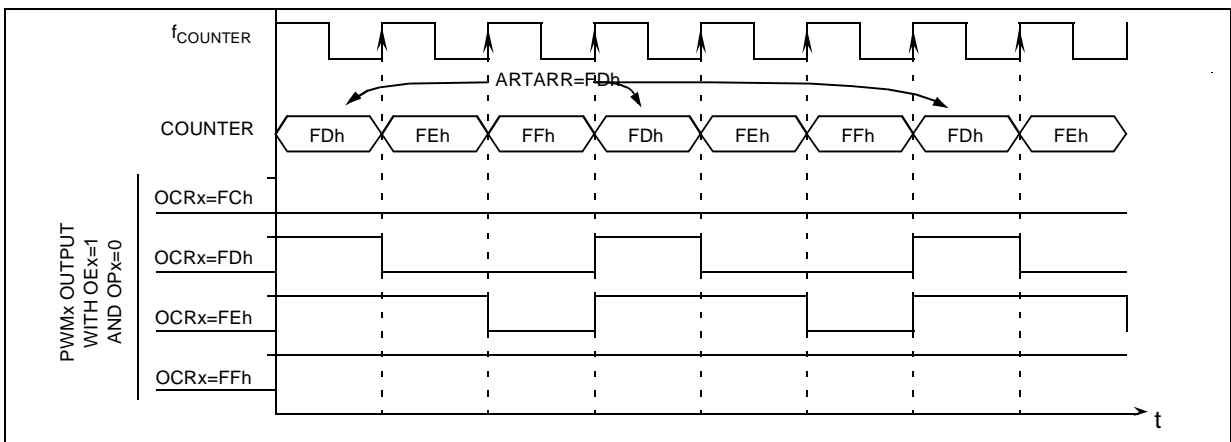 fCOUNTER
ARTARR=FDh
COUNTER
FDh FEh FFh FDh FEh FFh FDh FEh
PWMx OUTPUT
WITH OEx=1
AND OPx=0
OCRx=FCh
OCRx=FDh
OCRx=FEh
OCRx=FFh
t